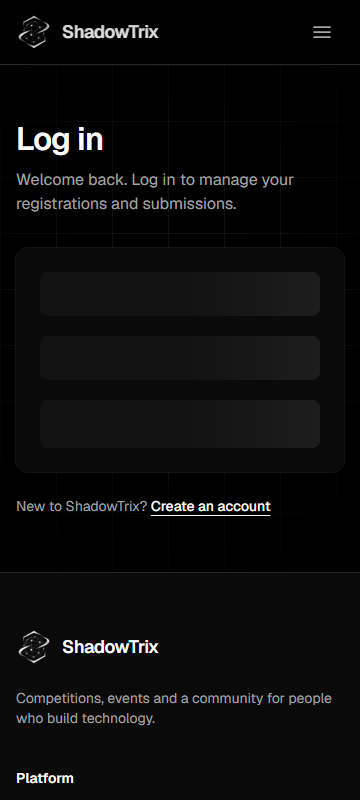 ShadowTrix
Log in
Welcome back. Log in to manage your
registrations and submissions.
New to ShadowTrix? Create an account
ShadowTrix
Competitions, events and a community for people
who build technology.
Platform